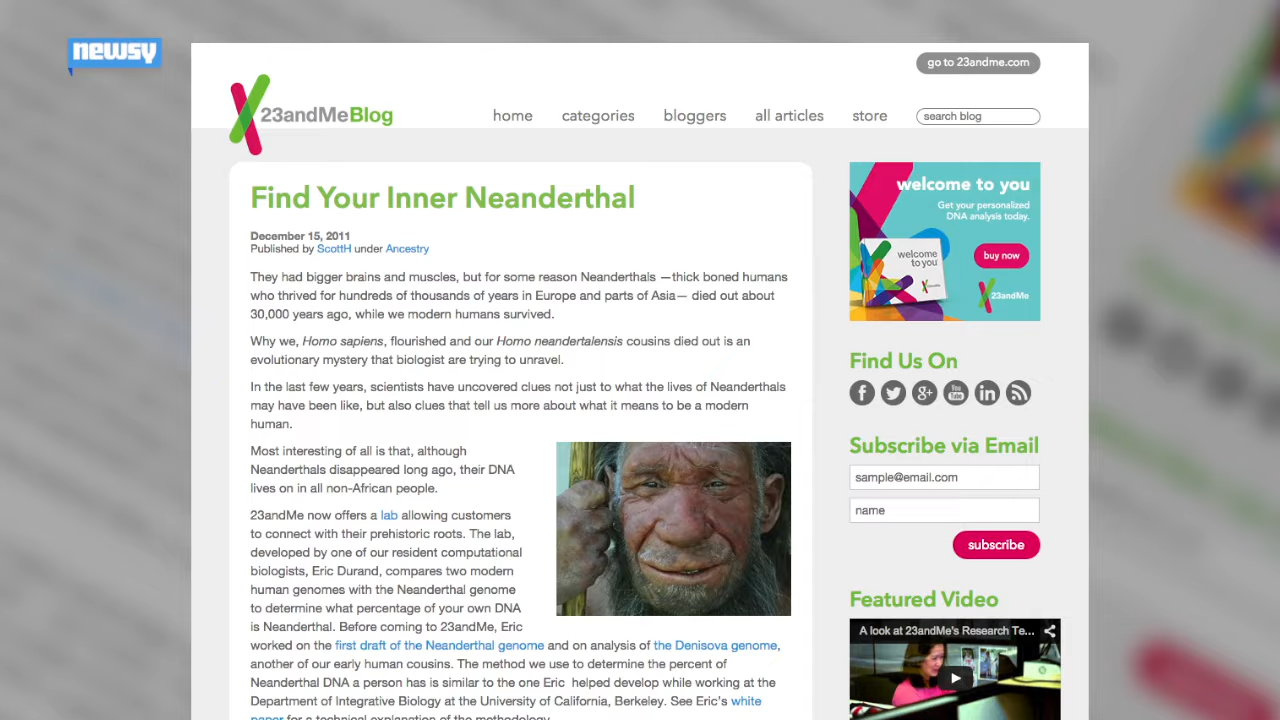 newsy
go to 23andme.com
23andMeBlog
home categories bloggers all articles store search blog
Find Your Inner Neanderthal
December 15, 2011
Published by ScottH under Ancestry
They had bigger brains and muscles, but for some reason Neanderthals —thick boned humans
who thrived for hundreds of thousands of years in Europe and parts of Asia— died out about
30,000 years ago, while we modern humans survived.
Why we, Homo sapiens, flourished and our Homo neandertalensis cousins died out is an
evolutionary mystery that biologist are trying to unravel.
In the last few years, scientists have uncovered clues not just to what the lives of Neanderthals
may have been like, but also clues that tell us more about what it means to be a modern
human.
Most interesting of all is that, although
Neanderthals disappeared long ago, their DNA
lives on in all non-African people.
23andMe now offers a lab allowing customers
to connect with their prehistoric roots. The lab,
developed by one of our resident computational
biologists, Eric Durand, compares two modern
human genomes with the Neanderthal genome
to determine what percentage of your own DNA
is Neanderthal. Before coming to 23andMe, Eric
worked on the first draft of the Neanderthal genome and on analysis of the Denisova genome,
another of our early human cousins. The method we use to determine the percent of
Neanderthal DNA a person has is similar to the one Eric helped develop while working at the
Department of Integrative Biology at the University of California, Berkeley. See Eric's white
paper for a technical explanation of the methodology.
welcome to you
Get your personalized
DNA analysis today.
buy now
welcome
to you
23andMe
Find Us On
You
Tube
Subscribe via Email
sample@email.com
name
subscribe
Featured Video
A look at 23andMe's Research Te...